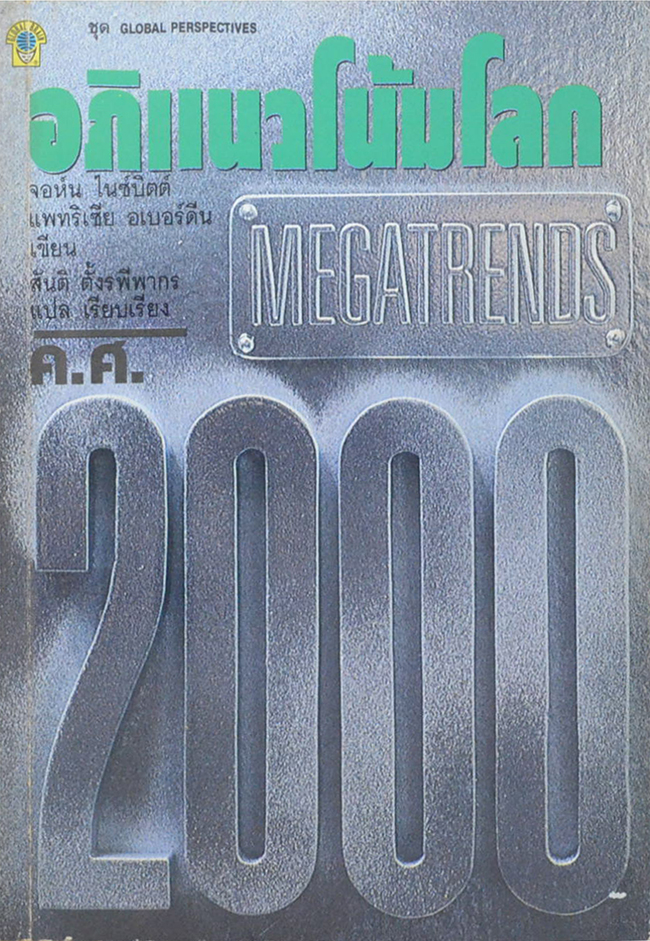 GLOBAL BRAIN
ชุด GLOBAL PERSPECTIVES
อภิแนวโน้มโลก
จอห์น ไนซ์บิตต์
แพทริเซีย อเบอร์ดีน
เขียน
สันติ ตั้งรพีพากร
แปล เรียบเรียง
MEGATRENDS
ค.ศ.
2000